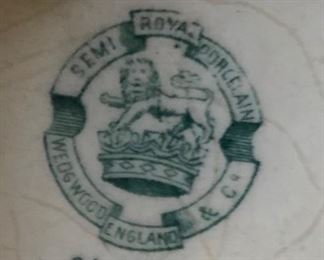 SEMI ROYAL PORCELAIN
WEDGWOOD & Co
ENGLAND